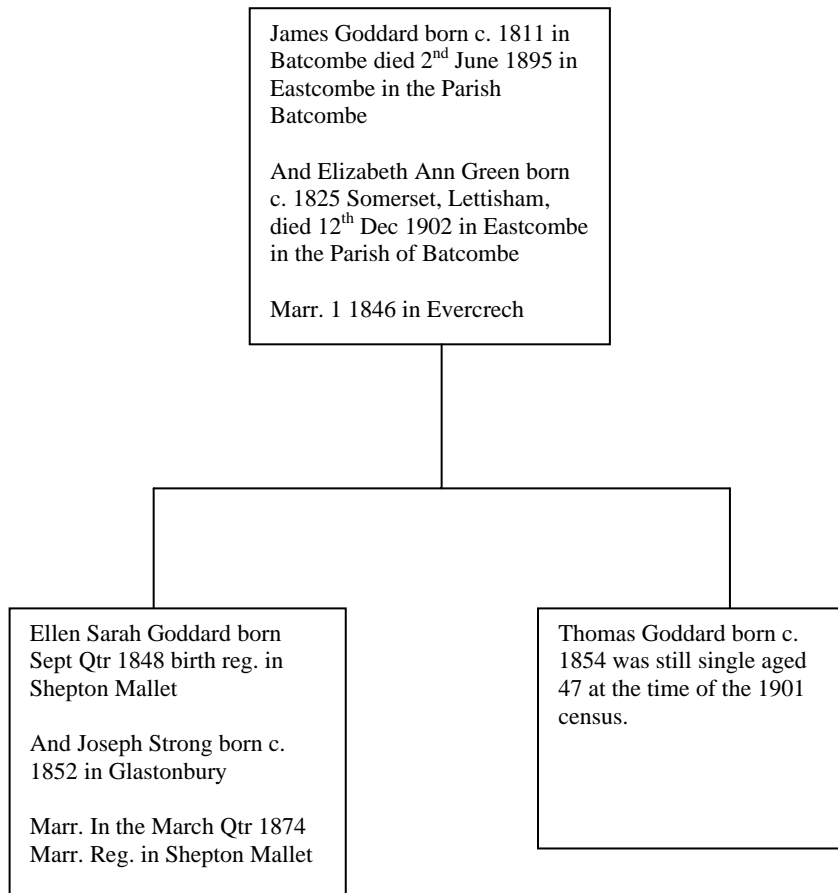 James Goddard born c. 1811 in
Batcombe died 2nd June 1895 in
Eastcombe in the Parish
Batcombe
And Elizabeth Ann Green born
c. 1825 Somerset, Lettisham,
died 12th Dec 1902 in Eastcombe
in the Parish of Batcombe
Marr. 1 1846 in Evercrech
Ellen Sarah Goddard born
Sept Qtr 1848 birth reg. in
Shepton Mallet
And Joseph Strong born c.
1852 in Glastonbury
Marr. In the March Qtr 1874
Marr. Reg. in Shepton Mallet
Thomas Goddard born c.
1854 was still single aged
47 at the time of the 1901
census.